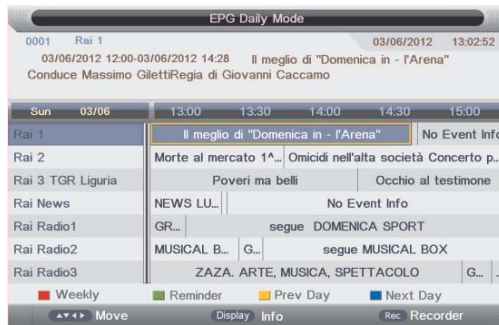 EPG Daily Mode
0001 Rai 1 03/06/2012 13:02:52
03/06/2012 12:00-03/06/2012 14:28 Il meglio di "Domenica in - l'Arena"
Conduce Massimo GilettiRegia di Giovanni Caccamo
Sun 03/06 13:00 13:30 14:00 14:30 15:00
Rai 1 Il meglio di "Domenica in - l'Arena" No Event Info
Rai 2 Morte al mercato 1^... Omicidi nell'alta società Concerto p...
Rai 3 TGR Liguria Poveri ma belli Occhio al testimone
Rai News NEWS LU... No Event Info
Rai Radio1 GR... segue DOMENICA SPORT
Rai Radio2 MUSICAL B... G... segue MUSICAL BOX
Rai Radio3 ZAZA. ARTE, MUSICA, SPETTACOLO G... .
Weekly Reminder Prev Day Next Day
Move Display Info Rec Recorder